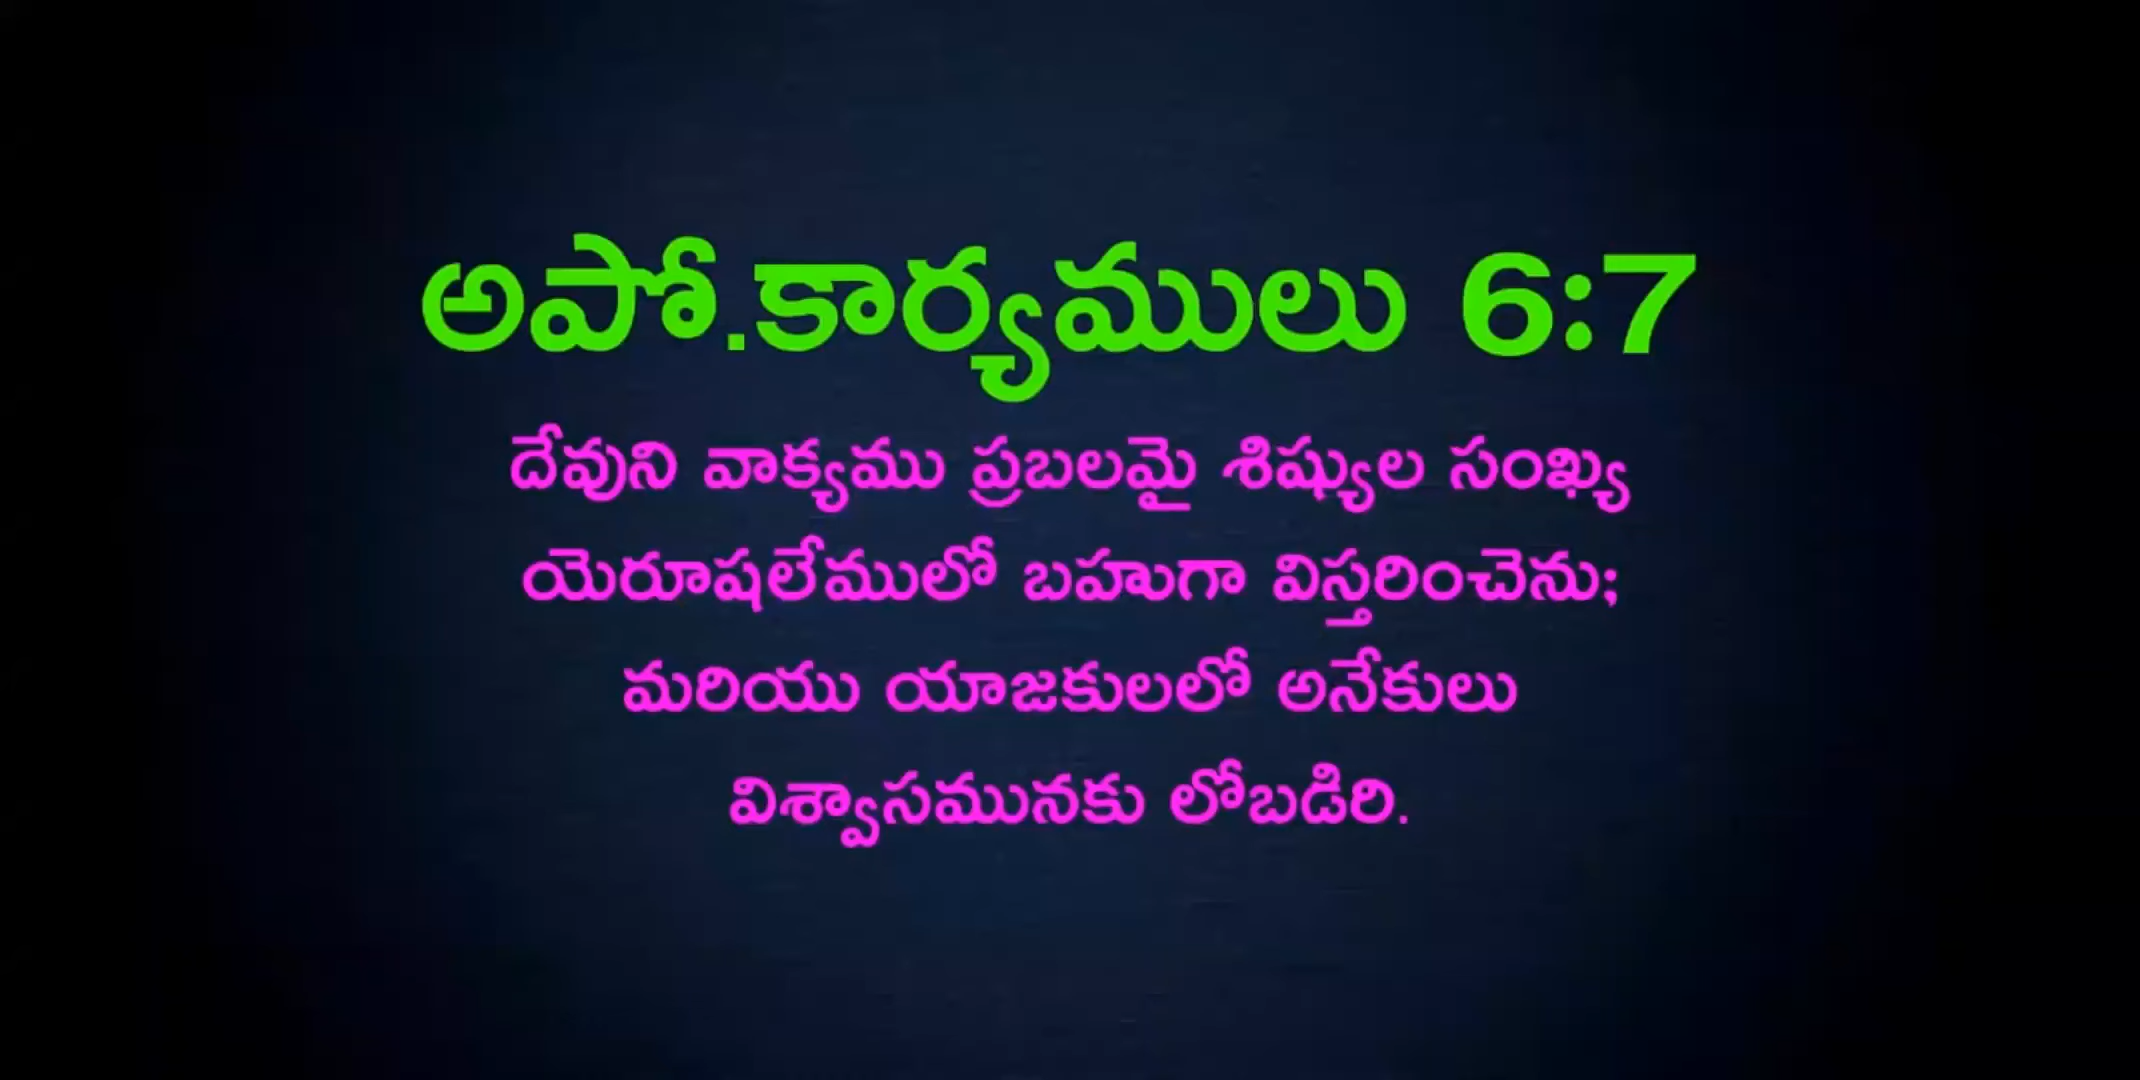 అపో.కార్యములు 6:7
దేవుని వాక్యము ప్రబలమై శిష్యుల సంఖ్య
యెరూషలేములో బహుగా విస్తరించెను;
మరియు యాజకులలో అనేకులు
విశ్వాసమునకు లోబడిరి.